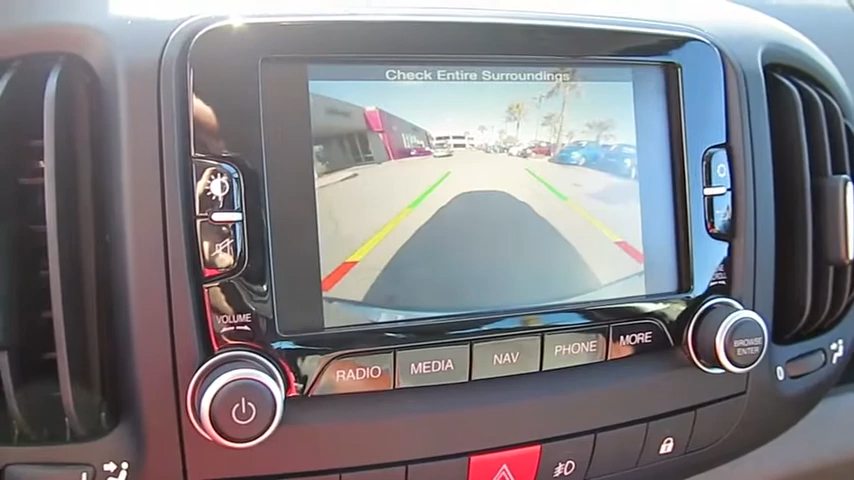 Check Entire Surroundings
VOLUME
RADIO
MEDIA
NAV
PHONE
MORE
BROWSE
ENTER